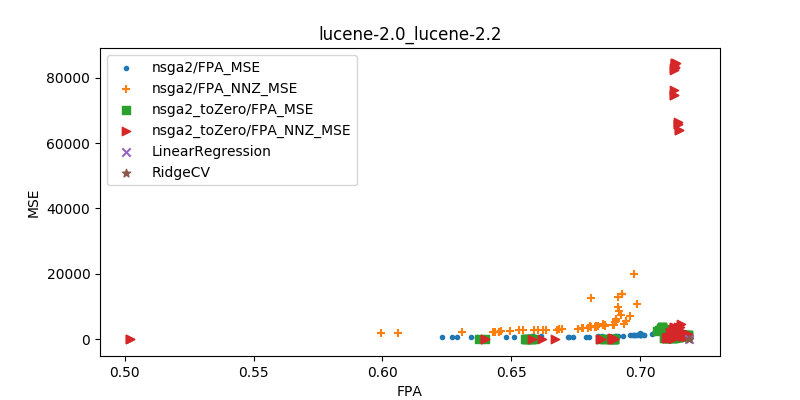 lucene-2.0_lucene-2.2
nsga2/FPA_MSE
nsga2/FPA_NNZ_MSE
nsga2_toZero/FPA_MSE
nsga2_toZero/FPA_NNZ_MSE
LinearRegression
RidgeCV
MSE
80000
60000
40000
20000
0
0.50
0.55
0.60
0.65
0.70
FPA